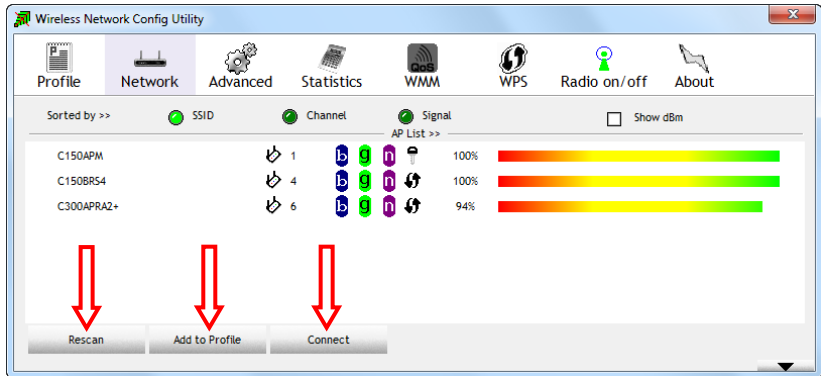 Wireless Network Config Utility
x
P
QoS
Profile Network Advanced Statistics WMM WPS Radio on/off About
Sorted by >> SSID Channel Signal Show dBm
AP List >>
C150APM 1 b g n 100%
C150BRS4 4 b g n 100%
C300APRA2+ 6 b g n 94%
Rescan Add to Profile Connect